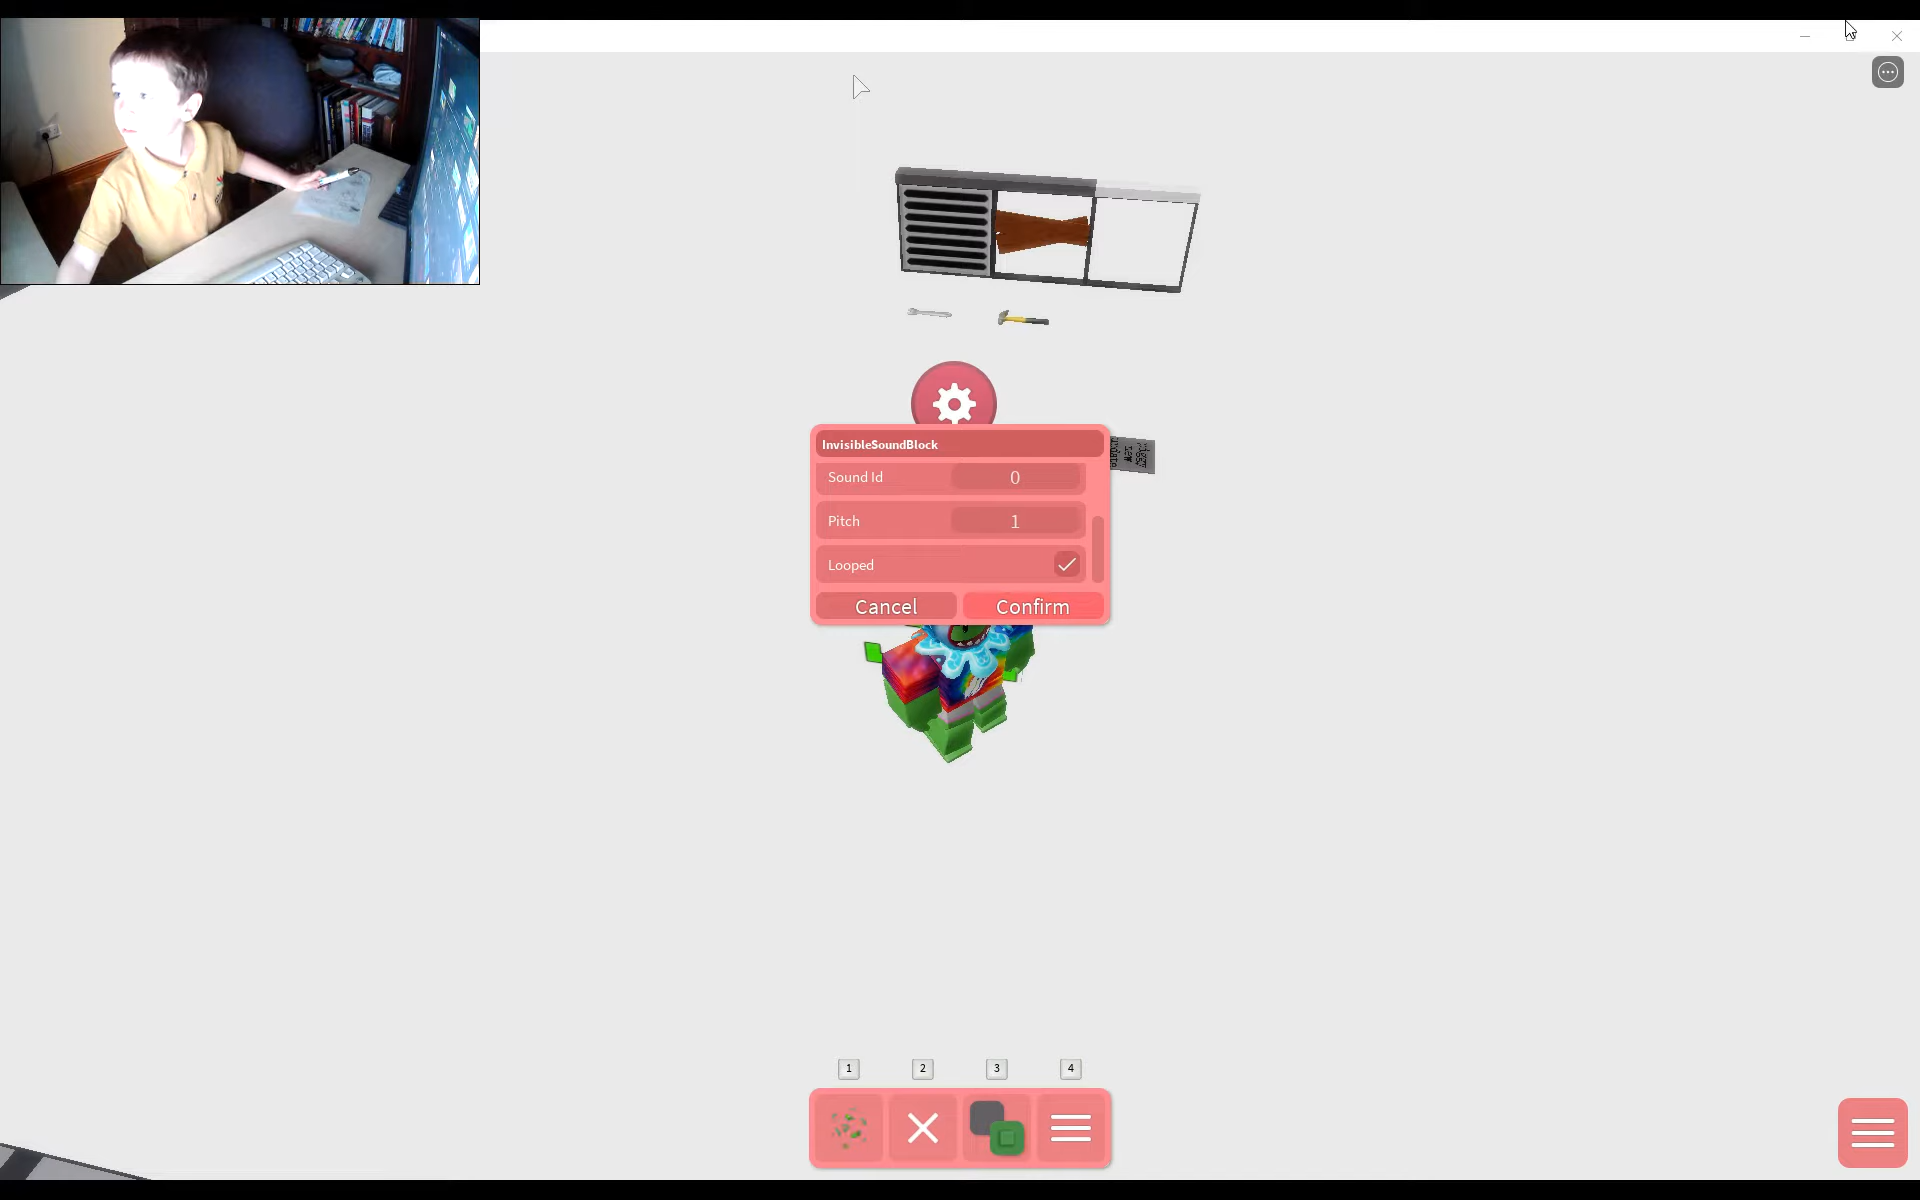 InvisibleSoundBlock
Sound Id
0
Pitch
1
Looped
Cancel
Confirm
1
2
3
4